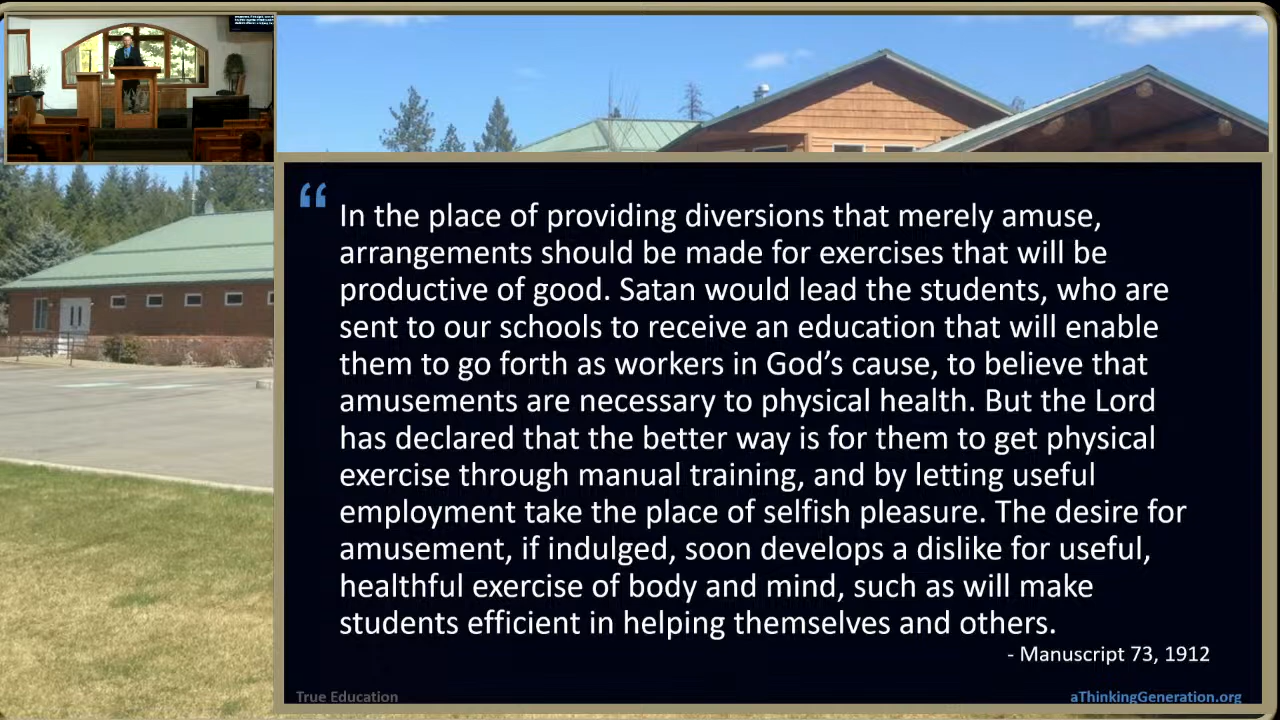 “
In the place of providing diversions that merely amuse,
arrangements should be made for exercises that will be
productive of good. Satan would lead the students, who are
sent to our schools to receive an education that will enable
them to go forth as workers in God’s cause, to believe that
amusements are necessary to physical health. But the Lord
has declared that the better way is for them to get physical
exercise through manual training, and by letting useful
employment take the place of selfish pleasure. The desire for
amusement, if indulged, soon develops a dislike for useful,
healthful exercise of body and mind, such as will make
students efficient in helping themselves and others.
- Manuscript 73, 1912
True Education
aThinkingGeneration.org